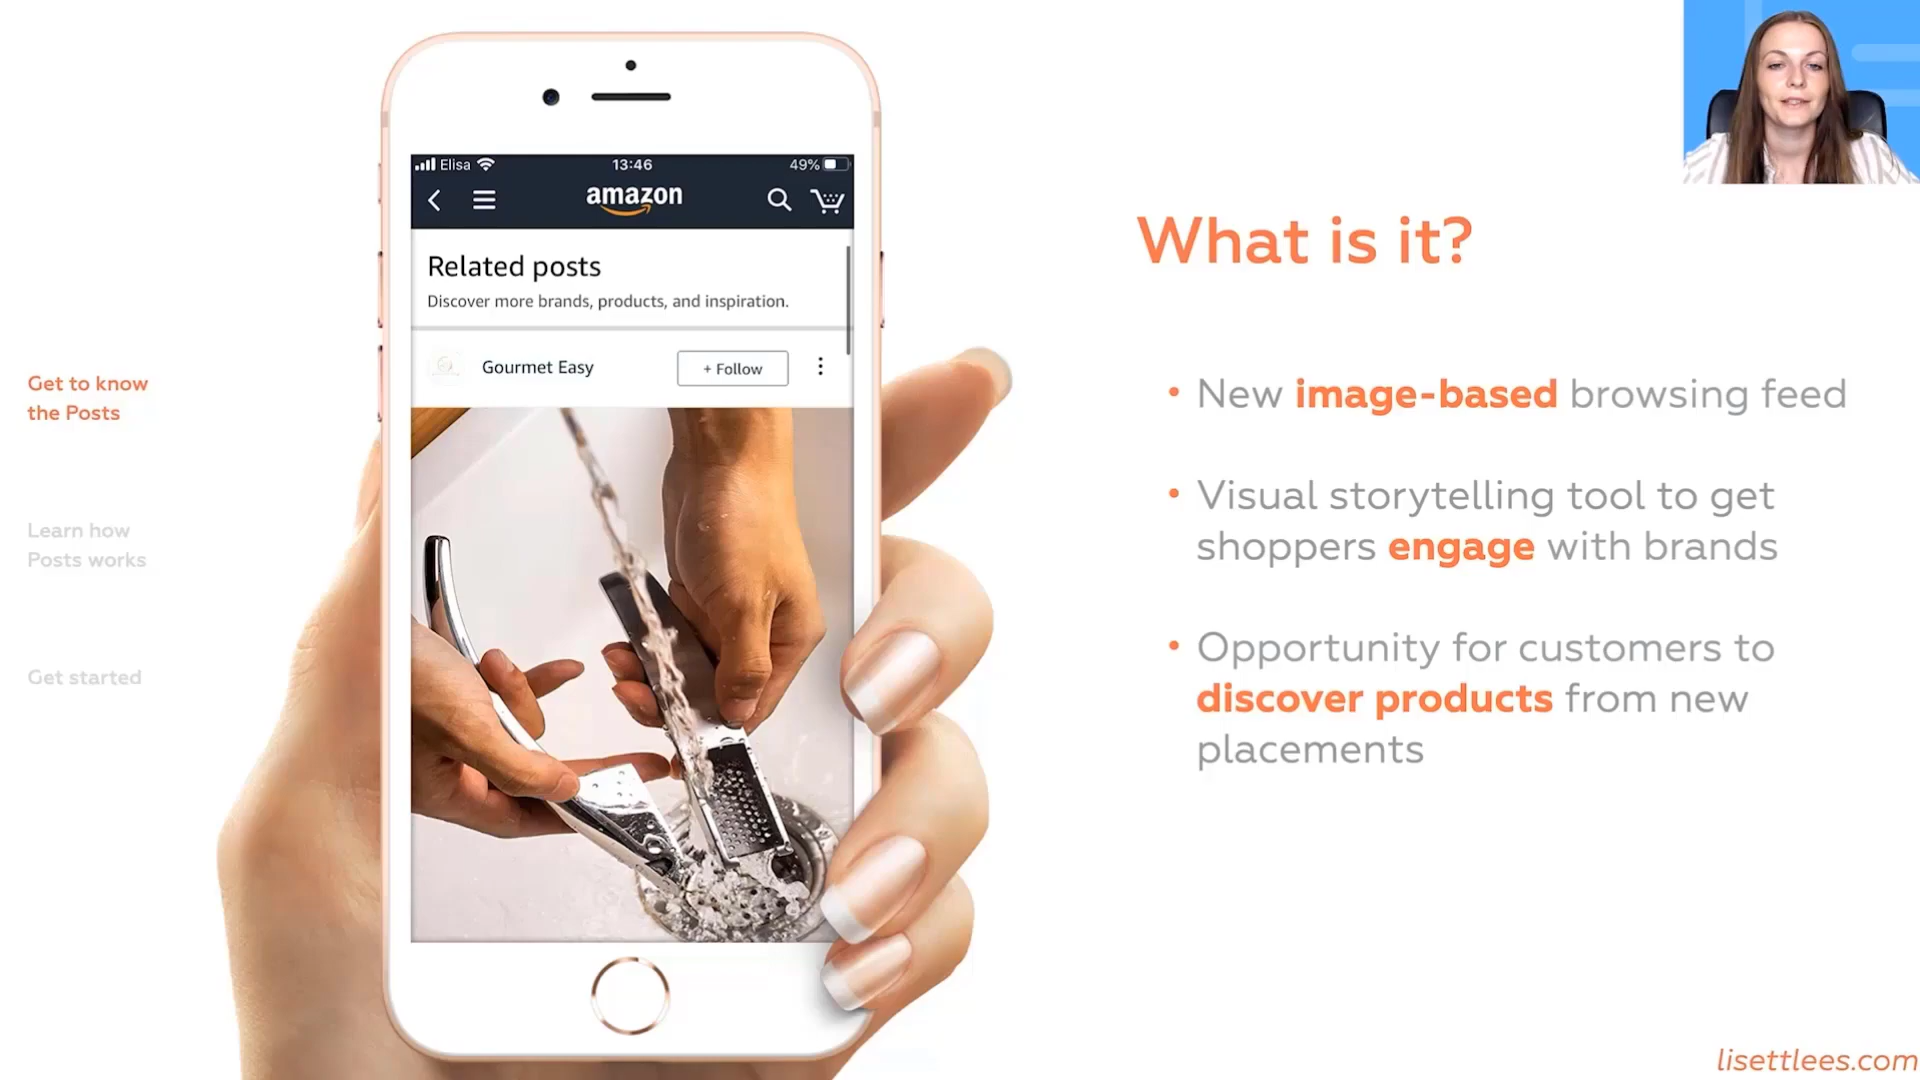 Get to know
the Posts
Learn how
Posts works
Get started
Elisa 13:46 49%
amazon
Related posts
Discover more brands, products, and inspiration.
Gourmet Easy + Follow
What is it?
• New image-based browsing feed
• Visual storytelling tool to get
shoppers engage with brands
• Opportunity for customers to
discover products from new
placements
lisettlees.com